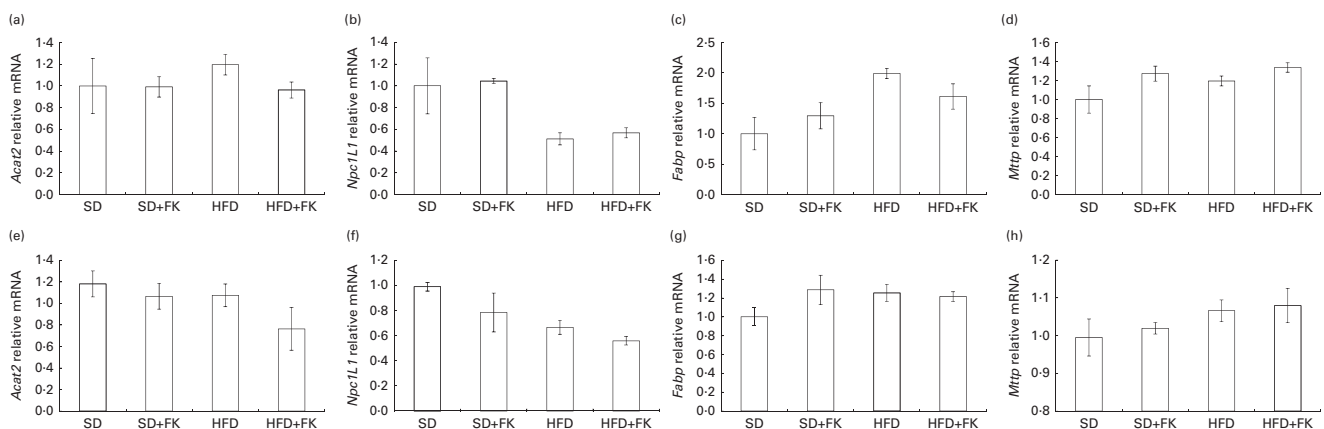 (a)
Acat2 relative mRNA
1·4
1·2
1·0
0·8
0·6
0·4
0·2
0·0
SD SD+FK HFD HFD+FK
(b)
Npc1L1 relative mRNA
1·4
1·2
1·0
0·8
0·6
0·4
0·2
0·0
SD SD+FK HFD HFD+FK
(c)
Fabp relative mRNA
2·5
2·0
1·5
1·0
0·5
0·0
SD SD+FK HFD HFD+FK
(d)
Mttp relative mRNA
1·6
1·4
1·2
1·0
0·8
0·6
0·4
0·2
0·0
SD SD+FK HFD HFD+FK
(e)
Acat2 relative mRNA
1·4
1·2
1·0
0·8
0·6
0·4
0·2
0·0
SD SD+FK HFD HFD+FK
(f)
Npc1L1 relative mRNA
1·2
1·0
0·8
0·6
0·4
0·2
0·0
SD SD+FK HFD HFD+FK
(g)
Fabp relative mRNA
1·6
1·4
1·2
1·0
0·8
0·6
0·4
0·2
0·0
SD SD+FK HFD HFD+FK
(h)
Mttp relative mRNA
1·2
1·1
1·0
0·9
0·8
SD SD+FK HFD HFD+FK